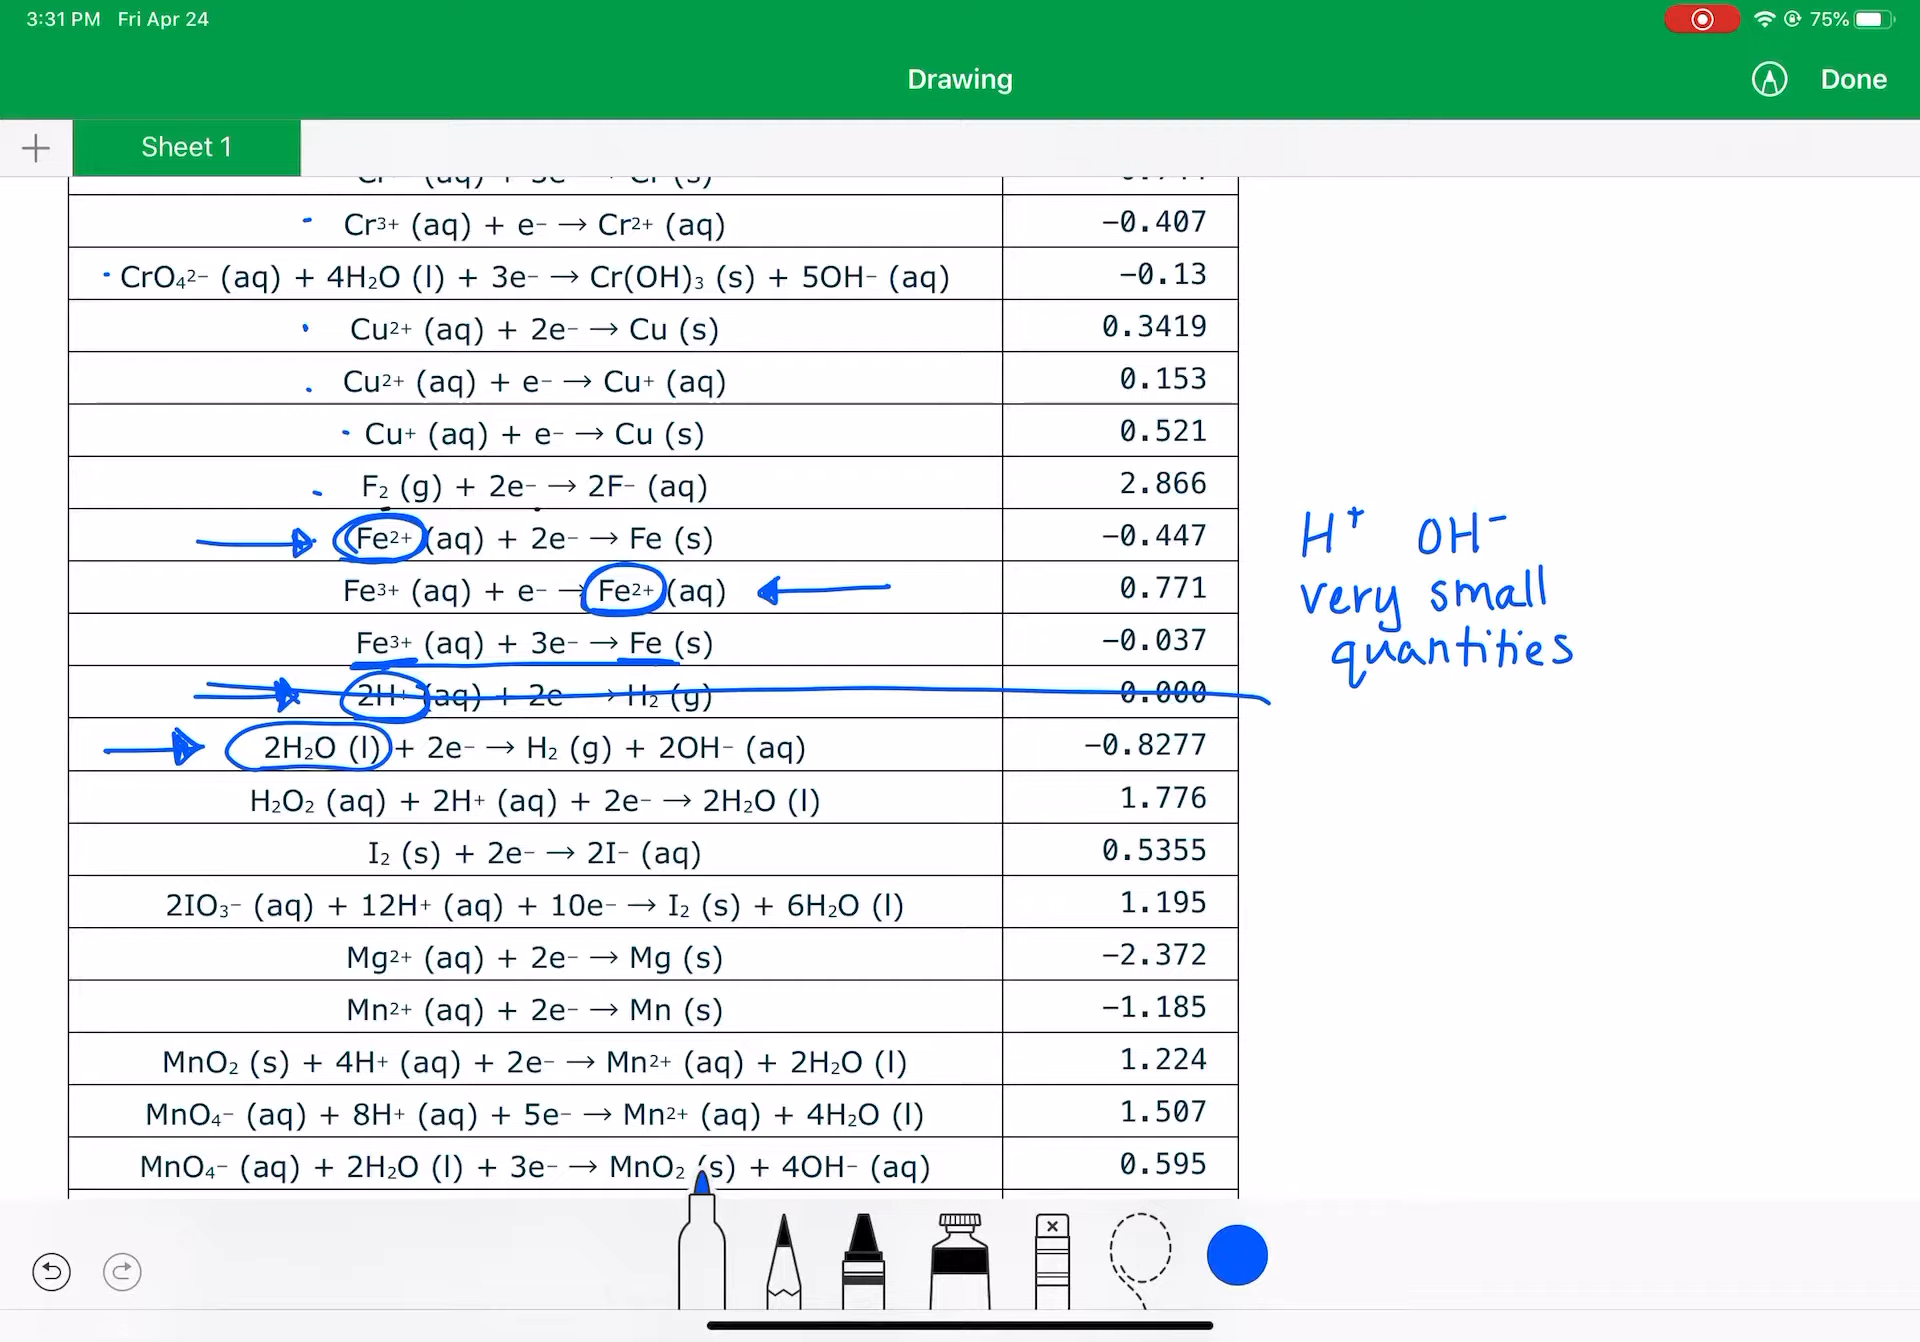 3:31 PM Fri Apr 24
75%
Drawing
Done
Sheet 1
Cr³⁺ (aq) + e⁻ → Cr²⁺ (aq) −0.407
CrO₄²⁻ (aq) + 4H₂O (l) + 3e⁻ → Cr(OH)₃ (s) + 5OH⁻ (aq) −0.13
Cu²⁺ (aq) + 2e⁻ → Cu (s) 0.3419
Cu²⁺ (aq) + e⁻ → Cu⁺ (aq) 0.153
Cu⁺ (aq) + e⁻ → Cu (s) 0.521
F₂ (g) + 2e⁻ → 2F⁻ (aq) 2.866
Fe²⁺ (aq) + 2e⁻ → Fe (s) −0.447
Fe³⁺ (aq) + e⁻ → Fe²⁺ (aq) 0.771
Fe³⁺ (aq) + 3e⁻ → Fe (s) −0.037
2H⁺ (aq) + 2e⁻ → H₂ (g) 0.000
2H₂O (l) + 2e⁻ → H₂ (g) + 2OH⁻ (aq) −0.8277
H₂O₂ (aq) + 2H⁺ (aq) + 2e⁻ → 2H₂O (l) 1.776
I₂ (s) + 2e⁻ → 2I⁻ (aq) 0.5355
2IO₃⁻ (aq) + 12H⁺ (aq) + 10e⁻ → I₂ (s) + 6H₂O (l) 1.195
Mg²⁺ (aq) + 2e⁻ → Mg (s) −2.372
Mn²⁺ (aq) + 2e⁻ → Mn (s) −1.185
MnO₂ (s) + 4H⁺ (aq) + 2e⁻ → Mn²⁺ (aq) + 2H₂O (l) 1.224
MnO₄⁻ (aq) + 8H⁺ (aq) + 5e⁻ → Mn²⁺ (aq) + 4H₂O (l) 1.507
MnO₄⁻ (aq) + 2H₂O (l) + 3e⁻ → MnO₂ (s) + 4OH⁻ (aq) 0.595
H⁺ OH⁻
very small
quantities